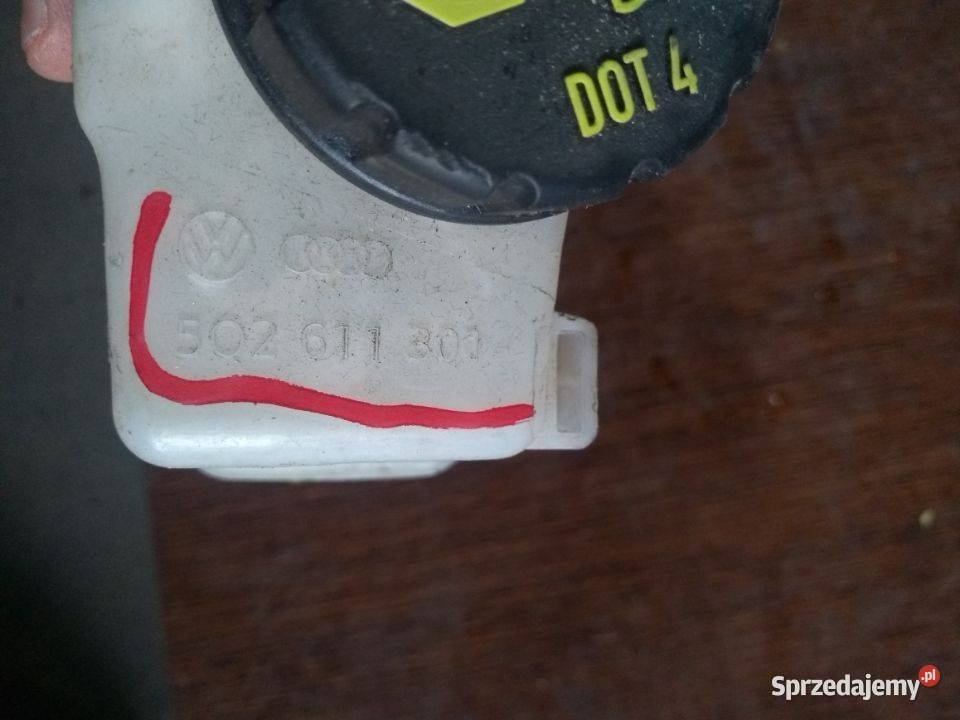 DOT 4
5Q2 611 301
Sprzedajemy.pl